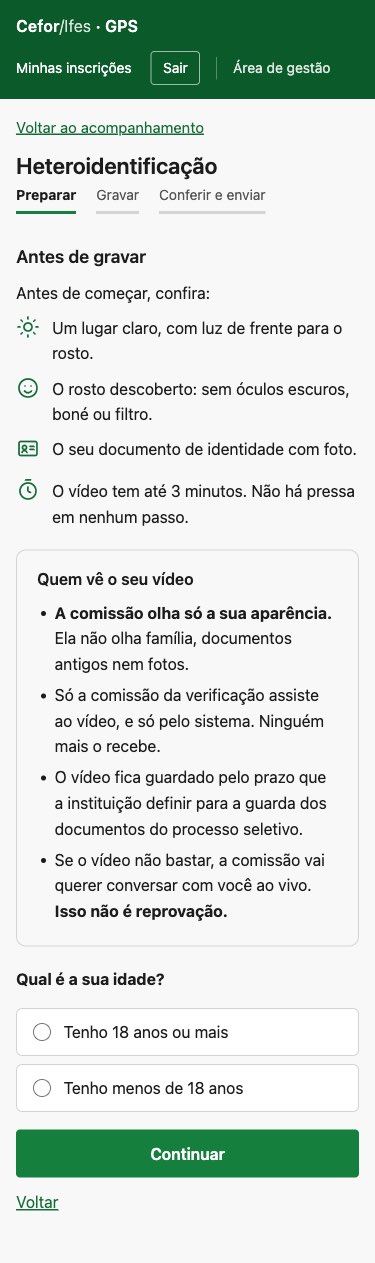 Cefor/Ifes · GPS
Minhas inscrições
Sair
Área de gestão
Voltar ao acompanhamento
Heteroidentificação
Preparar
Gravar
Conferir e enviar
Antes de gravar
Antes de começar, confira:
Um lugar claro, com luz de frente para o
rosto.
O rosto descoberto: sem óculos escuros,
boné ou filtro.
O seu documento de identidade com foto.
O vídeo tem até 3 minutos. Não há pressa
em nenhum passo.
Quem vê o seu vídeo
• A comissão olha só a sua aparência.
Ela não olha família, documentos
antigos nem fotos.
• Só a comissão da verificação assiste
ao vídeo, e só pelo sistema. Ninguém
mais o recebe.
• O vídeo fica guardado pelo prazo que
a instituição definir para a guarda dos
documentos do processo seletivo.
• Se o vídeo não bastar, a comissão vai
querer conversar com você ao vivo.
Isso não é reprovação.
Qual é a sua idade?
Tenho 18 anos ou mais
Tenho menos de 18 anos
Continuar
Voltar